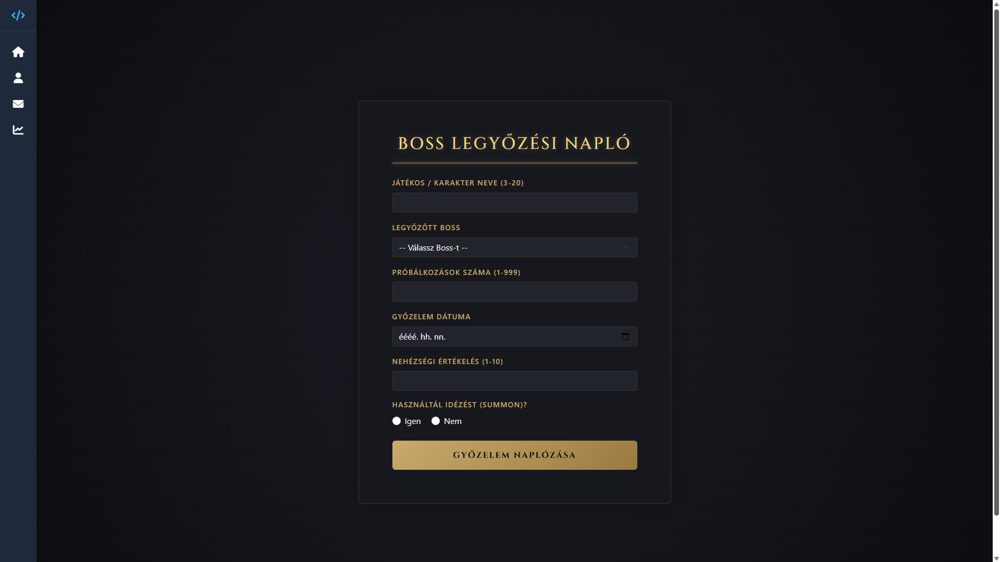 BOSS LEGYŐZÉSI NAPLÓ
JÁTÉKOS / KARAKTER NEVE (3-20)
LEGYŐZÖTT BOSS
-- Válassz Boss-t --
PRÓBÁLKOZÁSOK SZÁMA (1-999)
GYŐZELEM DÁTUMA
éééé. hh. nn.
NEHÉZSÉGI ÉRTÉKELÉS (1-10)
HASZNÁLTÁL IDÉZÉST (SUMMON)?
Igen Nem
GYŐZELEM NAPLÓZÁSA